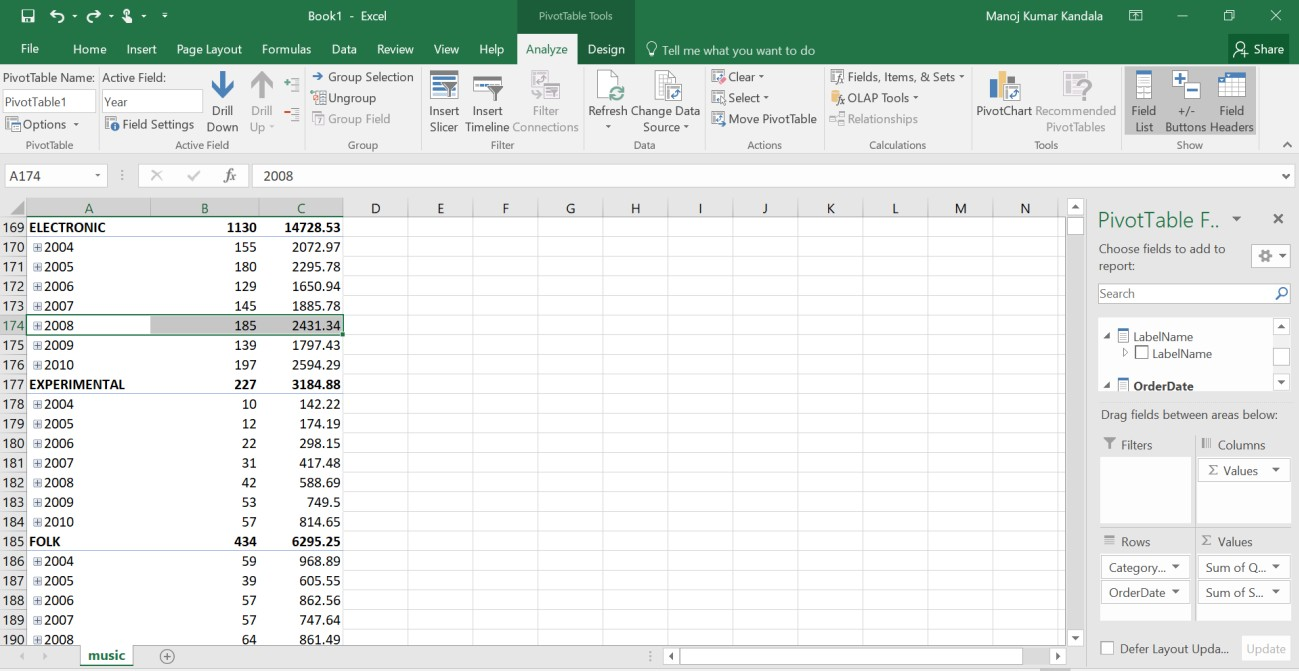 Book1 - Excel
PivotTable Tools
Manoj Kumar Kandala
File Home Insert Page Layout Formulas Data Review View Help Analyze Design Tell me what you want to do Share
PivotTable Name:
PivotTable1
Options
PivotTable
Active Field:
Year
Field Settings
Drill Down
Drill Up
Active Field
Group Selection
Ungroup
Group Field
Group
Insert Slicer
Insert Timeline
Filter Connections
Filter
Refresh
Change Data Source
Data
Clear
Select
Move PivotTable
Actions
Fields, Items, & Sets
OLAP Tools
Relationships
Calculations
PivotChart
Recommended PivotTables
Tools
Field List
+/- Buttons
Field Headers
Show
A174 fx 2008
A B C D E F G H I J K L M N
169 ELECTRONIC 1130 14728.53
170 2004 155 2072.97
171 2005 180 2295.78
172 2006 129 1650.94
173 2007 145 1885.78
174 2008 185 2431.34
175 2009 139 1797.43
176 2010 197 2594.29
177 EXPERIMENTAL 227 3184.88
178 2004 10 142.22
179 2005 12 174.19
180 2006 22 298.15
181 2007 31 417.48
182 2008 42 588.69
183 2009 53 749.5
184 2010 57 814.65
185 FOLK 434 6295.25
186 2004 59 968.89
187 2005 39 605.55
188 2006 57 862.56
189 2007 57 747.64
190 2008 64 861.49
music
PivotTable F..
Choose fields to add to
report:
Search
LabelName
LabelName
OrderDate
Drag fields between areas below:
Filters
Columns
Σ Values
Rows
Category...
OrderDate
Σ Values
Sum of Q...
Sum of S...
Defer Layout Upda... Update